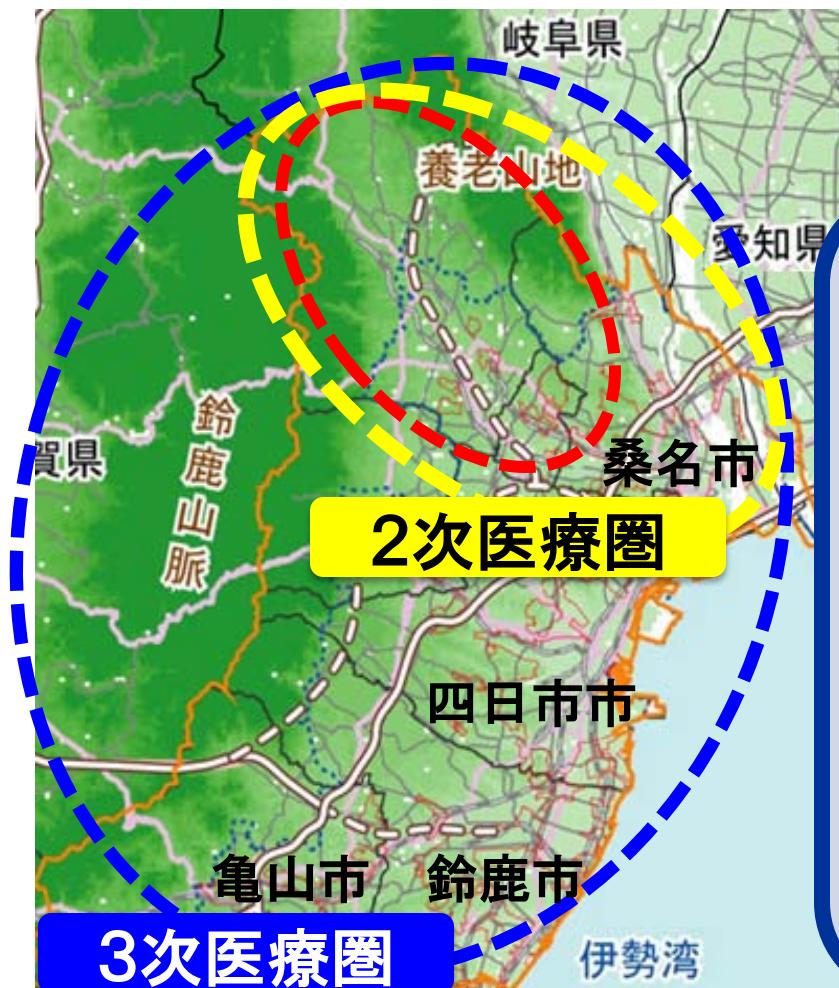 岐阜県
養老山地
愛知県
鈴鹿山脈
賀県
桑名市
2次医療圏
四日市市
亀山市
鈴鹿市
3次医療圏
伊勢湾